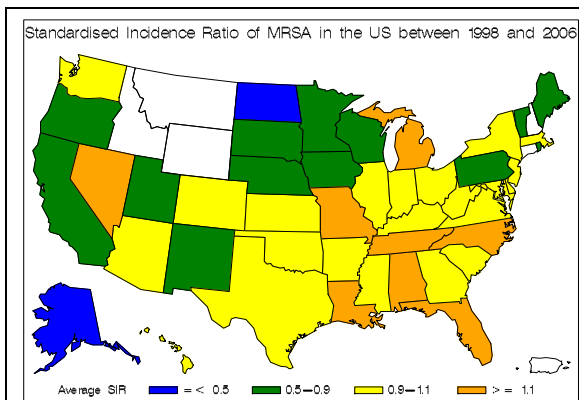 Standardised Incidence Ratio of MRSA in the US between 1998 and 2006
Average SIR =< 0.5 0.5-0.9 0.9-1.1 >= 1.1